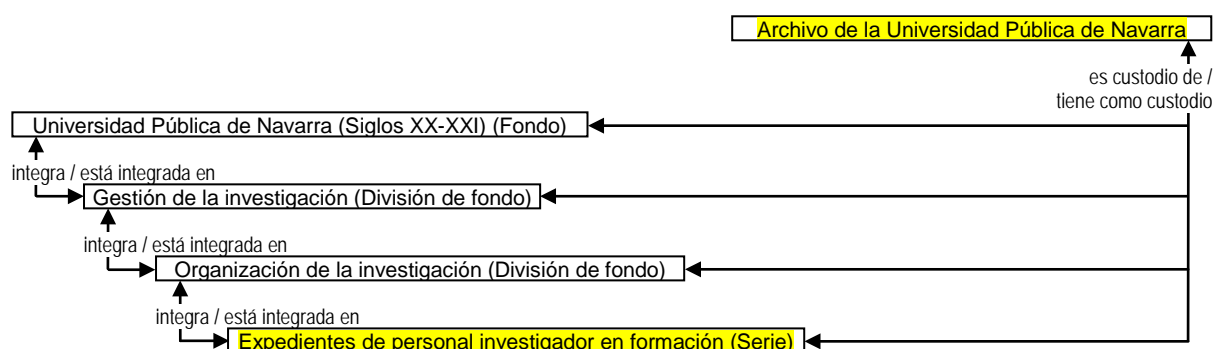 Archivo de la Universidad Pública de Navarra
es custodio de /
tiene como custodio
Universidad Pública de Navarra (Siglos XX-XXI) (Fondo)
integra / está integrada en
Gestión de la investigación (División de fondo)
integra / está integrada en
Organización de la investigación (División de fondo)
integra / está integrada en
Expedientes de personal investigador en formación (Serie)